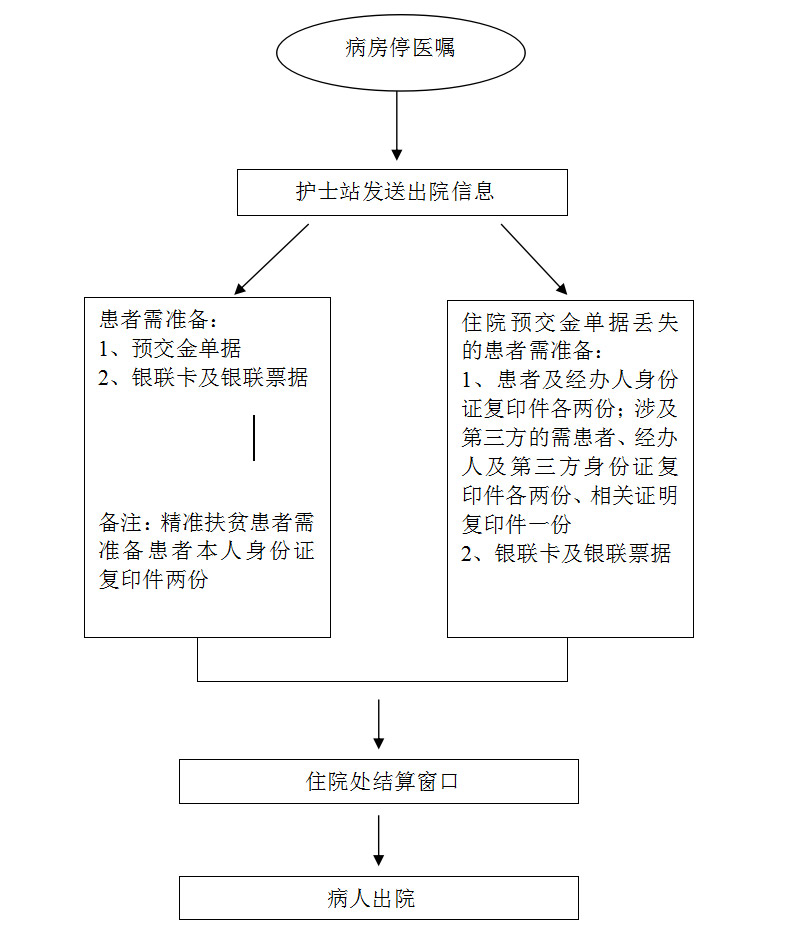 病房停医嘱
护士站发送出院信息
患者需准备：
1、预交金单据
2、银联卡及银联票据
备注：精准扶贫患者需
准备患者本人身份证
复印件两份
住院预交金单据丢失
的患者需准备：
1、患者及经办人身份
证复印件各两份；涉及
第三方的需患者、经办
人及第三方身份证复
印件各两份、相关证明
复印件一份
2、银联卡及银联票据
住院处结算窗口
病人出院